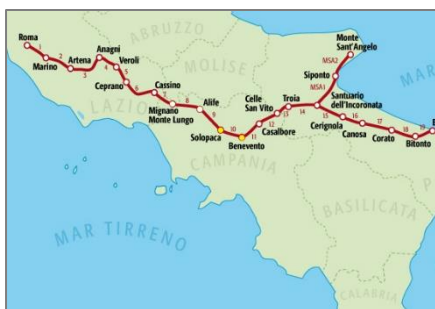 ABRUZZO
MOLISE
LAZIO
CAMPANIA
BASILICATA
CALABRIA
MAR TIRRENO
MAR
Roma
1
Marino
2
Artena
3
Anagni
4
Veroli
5
Ceprano
6
Cassino
7
Mignano
Monte Lungo
8
Alife
9
Solopaca
10
Benevento
11
Celle
San Vito
12
Casalbore
13
Troia
14
Monte
Sant'Angelo
MSA2
Siponto
MSA1
Santuario
dell'Incoronata
15
Cerignola
16
Canosa
17
Corato
18
Bitonto
19
B